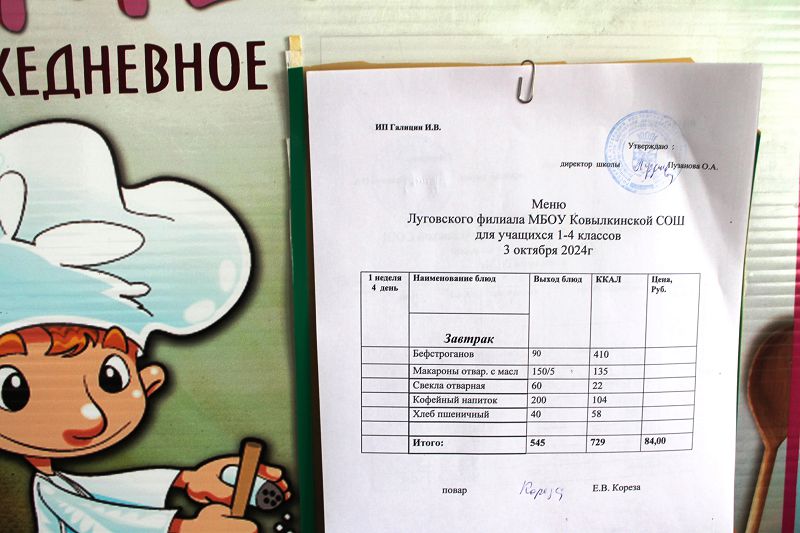 ЖЕДНЕВНОЕ
ИП Галицин И.В.
Утверждаю :
директор школы Пузанова О.А.
Меню
Луговского филиала МБОУ Ковылкинской СОШ
для учащихся 1-4 классов
3 октября 2024г
1 неделя Наименование блюд Выход блюд ККАЛ Цена,
4 день Руб.
Завтрак
Бефстроганов 90 410
Макароны отвар. с масл 150/5 135
Свекла отварная 60 22
Кофейный напиток 200 104
Хлеб пшеничный 40 58
Итого: 545 729 84,00
повар Е.В. Кореза